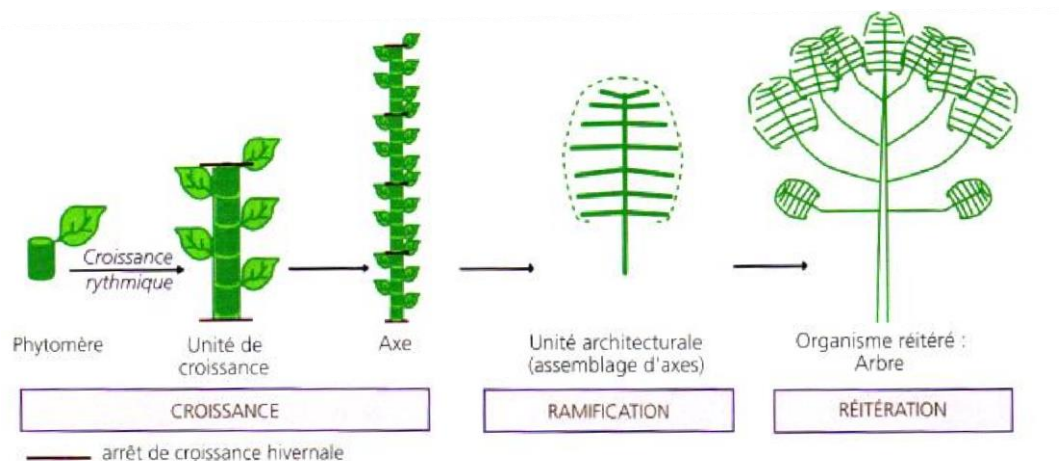 Croissance
rythmique
Phytomère
Unité de
croissance
Axe
Unité architecturale
(assemblage d'axes)
Organisme réitéré :
Arbre
CROISSANCE
RAMIFICATION
RÉITÉRATION
arrêt de croissance hivernale